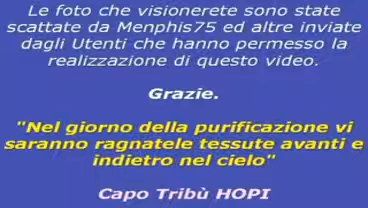 Le foto che visionerete sono state
scattate da Menphis75 ed altre inviate
dagli Utenti che hanno permesso la
realizzazione di questo video.
Grazie.
"Nel giorno della purificazione vi
saranno ragnatele tessute avanti e
indietro nel cielo"
Capo Tribù HOPI